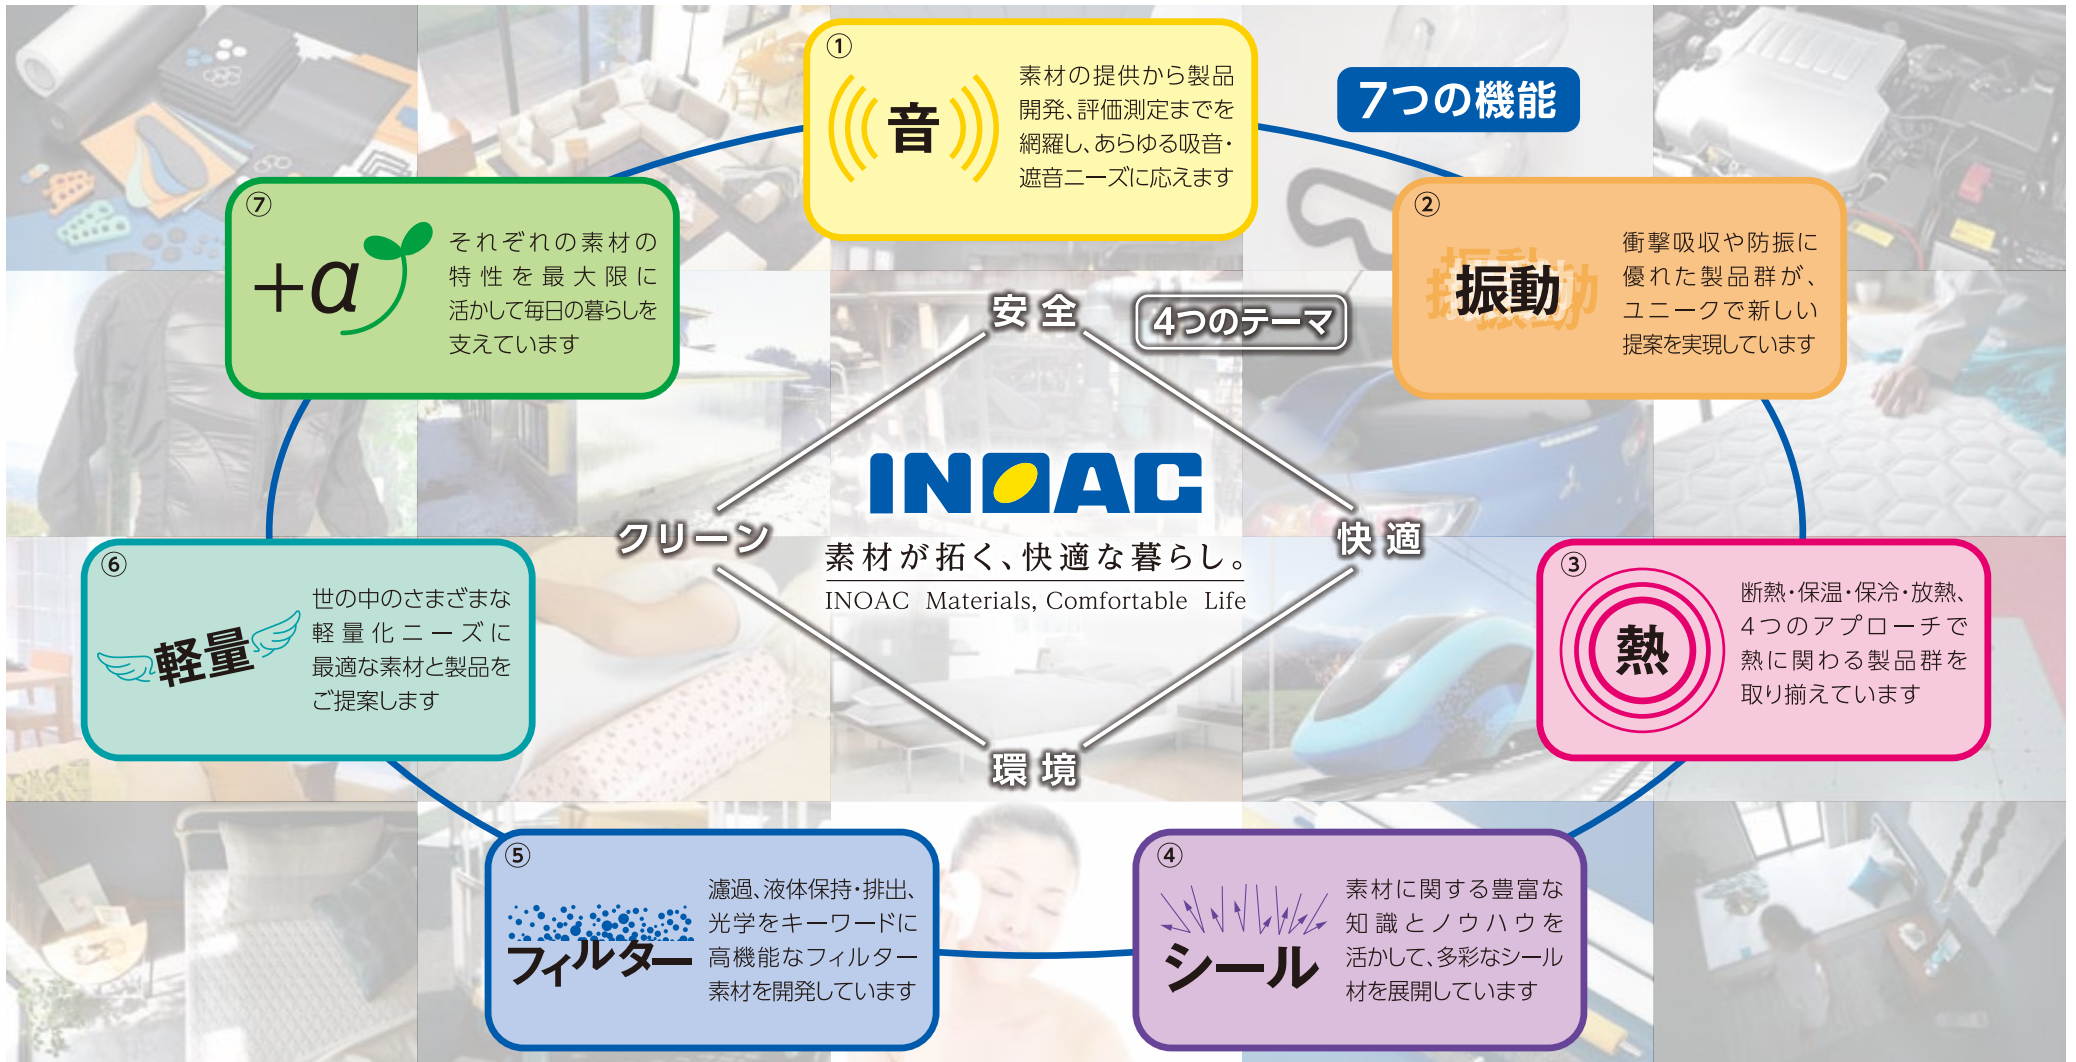 7つの機能
①
音
素材の提供から製品
開発、評価測定までを
網羅し、あらゆる吸音・
遮音ニーズに応えます
②
振動
衝撃吸収や防振に
優れた製品群が、
ユニークで新しい
提案を実現しています
③
熱
断熱・保温・保冷・放熱、
4つのアプローチで
熱に関わる製品群を
取り揃えています
④
シール
素材に関する豊富な
知識とノウハウを
活かして、多彩なシール
材を展開しています
⑤
フィルター
濾過、液体保持・排出、
光学をキーワードに
高機能なフィルター
素材を開発しています
⑥
軽量
世の中のさまざまな
軽量化ニーズに
最適な素材と製品を
ご提案します
⑦
+α
それぞれの素材の
特性を最大限に
活かして毎日の暮らしを
支えています
4つのテーマ
安全
快適
環境
クリーン
INOAC
素材が拓く、快適な暮らし。
INOAC Materials, Comfortable Life